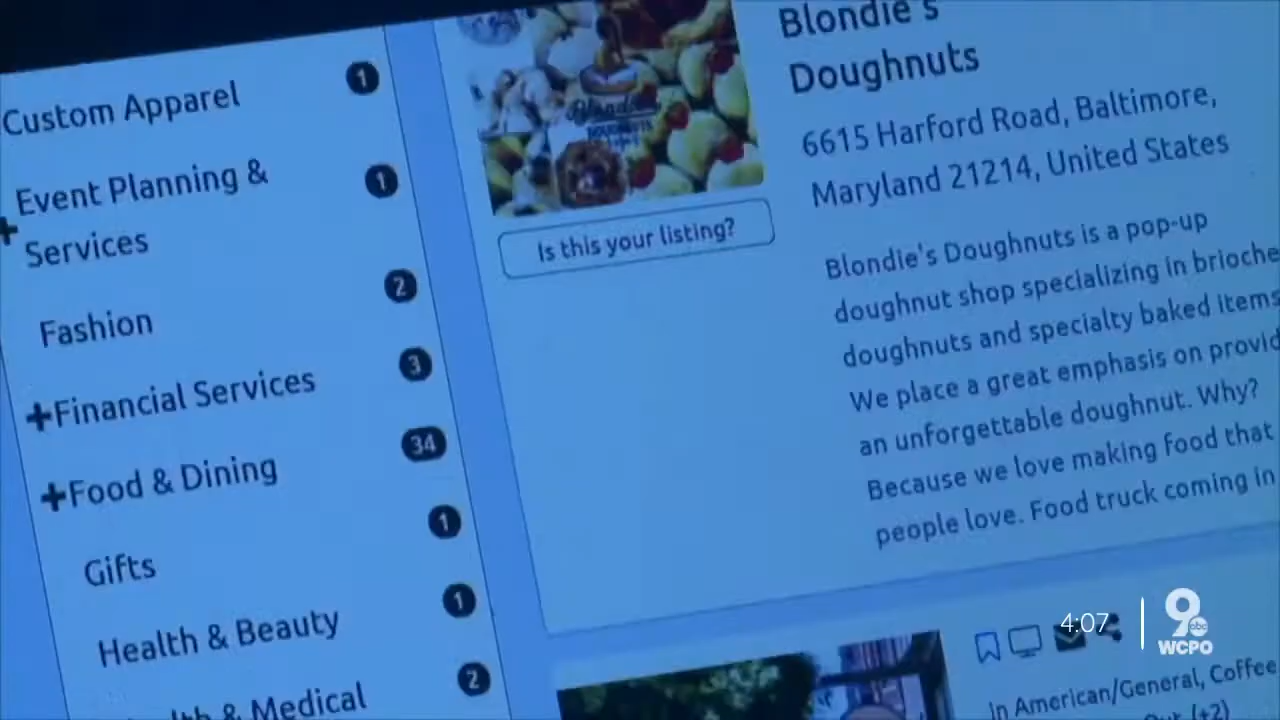 Custom Apparel
1
Event Planning &
Services
1
Fashion
2
Financial Services
3
Food & Dining
34
Gifts
1
Health & Beauty
1
& Medical
2
Is this your listing?
Blondie's
Doughnuts
6615 Harford Road, Baltimore,
Maryland 21214, United States
Blondie's Doughnuts is a pop-up
doughnut shop specializing in brioche
doughnuts and specialty baked items
We place a great emphasis on provid
an unforgettable doughnut. Why?
Because we love making food that
people love. Food truck coming in
in American/General, Coffee
(+2)
4:07
9
abc
WCPO